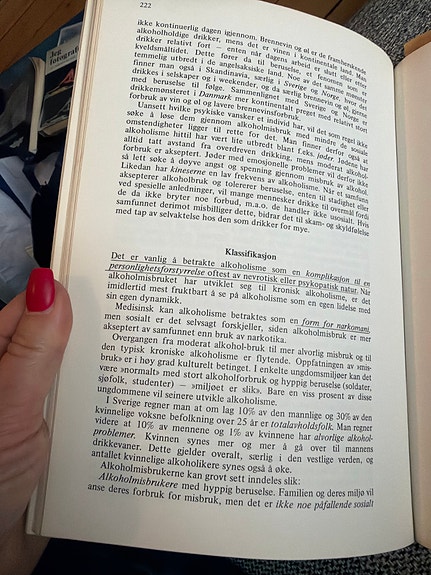 222
ikke kontinuerlig dagen igjennom. Brennevin og øl er de fremherskende
alkoholholdige drikker, mens det er vinen i kontinentale land. Man
drikker relativt fort – enten når dagens arbeid er slutt eller etter
kveldsmåltidet. Dette fører da til beruselse, et fenomen som er
temmelig utbredt i de angelsaksiske land. Noe av det samme mønster
finner man også i Skandinavia, særlig i Sverige og Norge, hvor det
drikkes i selskaper og i weekender, og da særlig brennevin og øl, gjerne
med beruselse til følge. Sammenlignet med Sverige og Norge er
drikkemønsteret i Danmark mer kontinentalt preget med relativt stort
forbruk av vin og øl og lavere brennevinsforbruk.
Uansett hvilke psykiske vansker et individ har, vil det som regel ikke
søke å løse dem gjennom alkoholmisbruk med mindre de sosiale
omstendigheter ligger til rette for det. Man finner derfor også at
alkoholisme hittil har vært lite utbredt blant f.eks. jøder. Jødene har
alltid tatt avstand fra overdreven drikking, mens moderat alkohol-
forbruk er akseptert. Jøder med emosjonelle problemer vil derfor ikke
så lett søke å døyve angst og spenning gjennom misbruk av alkohol.
Likedan har kineserne en lav frekvens av alkoholisme. Når et samfunn
aksepterer alkoholbruk og tolererer beruselse, enten til stadighet eller
ved spesielle anledninger, vil mange mennesker drikke til overmål fordi
de da ikke bryter noe forbud, m.a.o. de handler ikke usosialt. Hvis
samfunnet derimot misbilliger dette, bidrar det til skam- og skyldfølelse
med tap av selvaktelse hos den som drikker for mye.
Klassifikasjon
Det er vanlig å betrakte alkoholisme som en komplikasjon til en
personlighetsforstyrrelse oftest av nevrotisk eller psykopatisk natur. Når
alkoholmisbruket har utviklet seg til kronisk alkoholisme, er det
imidlertid mest fruktbart å se på alkoholisme som en egen lidelse med
sin egen dynamikk.
Medisinsk kan alkoholisme betraktes som en form for narkomani,
men sosialt er det selvsagt forskjeller, siden alkoholmisbruk er mer
akseptert av samfunnet enn bruk av narkotika.
Overgangen fra moderat alkohol-bruk til mer alvorlig misbruk og til
den typisk kroniske alkoholisme er flytende. Oppfatningen av »mis-
bruk« er i høy grad kulturelt betinget. I enkelte ungdomsmiljøer kan det
være »normalt« med stort alkoholforbruk og hyppig beruselse (soldater,
sjøfolk, studenter) – »miljøet er slik«. Bare en viss prosent av disse
ungdommene vil seinere utvikle alkoholisme.
I Sverige regner man at om lag 10% av den mannlige og 30% av den
kvinnelige voksne befolkning over 25 år er totalavholdsfolk. Man regner
videre at 10% av mennene og 1% av kvinnene har alvorlige alkohol-
problemer. Kvinnen synes mer og mer å gå over til mannens
drikkevaner. Dette gjelder overalt, særlig i den vestlige verden, og
antallet kvinnelige alkoholikere synes også å øke.
Alkoholmisbrukerne kan grovt sett inndeles slik:
Alkoholmisbrukere med hyppig beruselse. Familien og deres miljø vil
anse deres forbruk for misbruk, men de er ikke noe påfallende sosialt